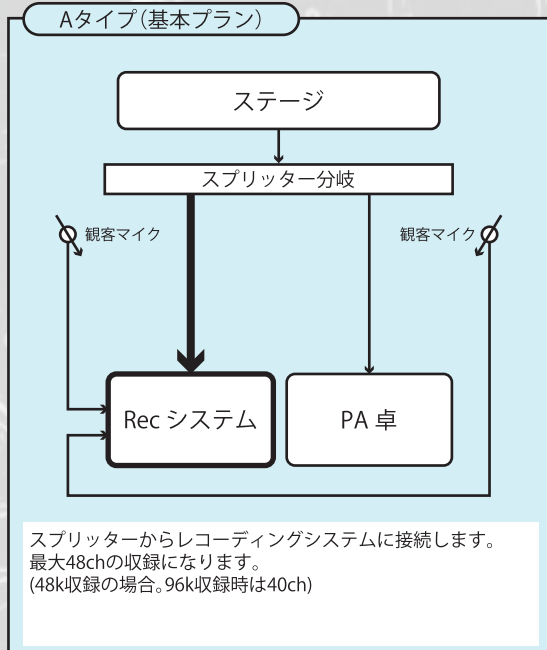 Aタイプ（基本プラン）
ステージ
スプリッター分岐
観客マイク
観客マイク
Rec システム
PA 卓
スプリッターからレコーディングシステムに接続します。
最大48chの収録になります。
(48k収録の場合。96k収録時は40ch)